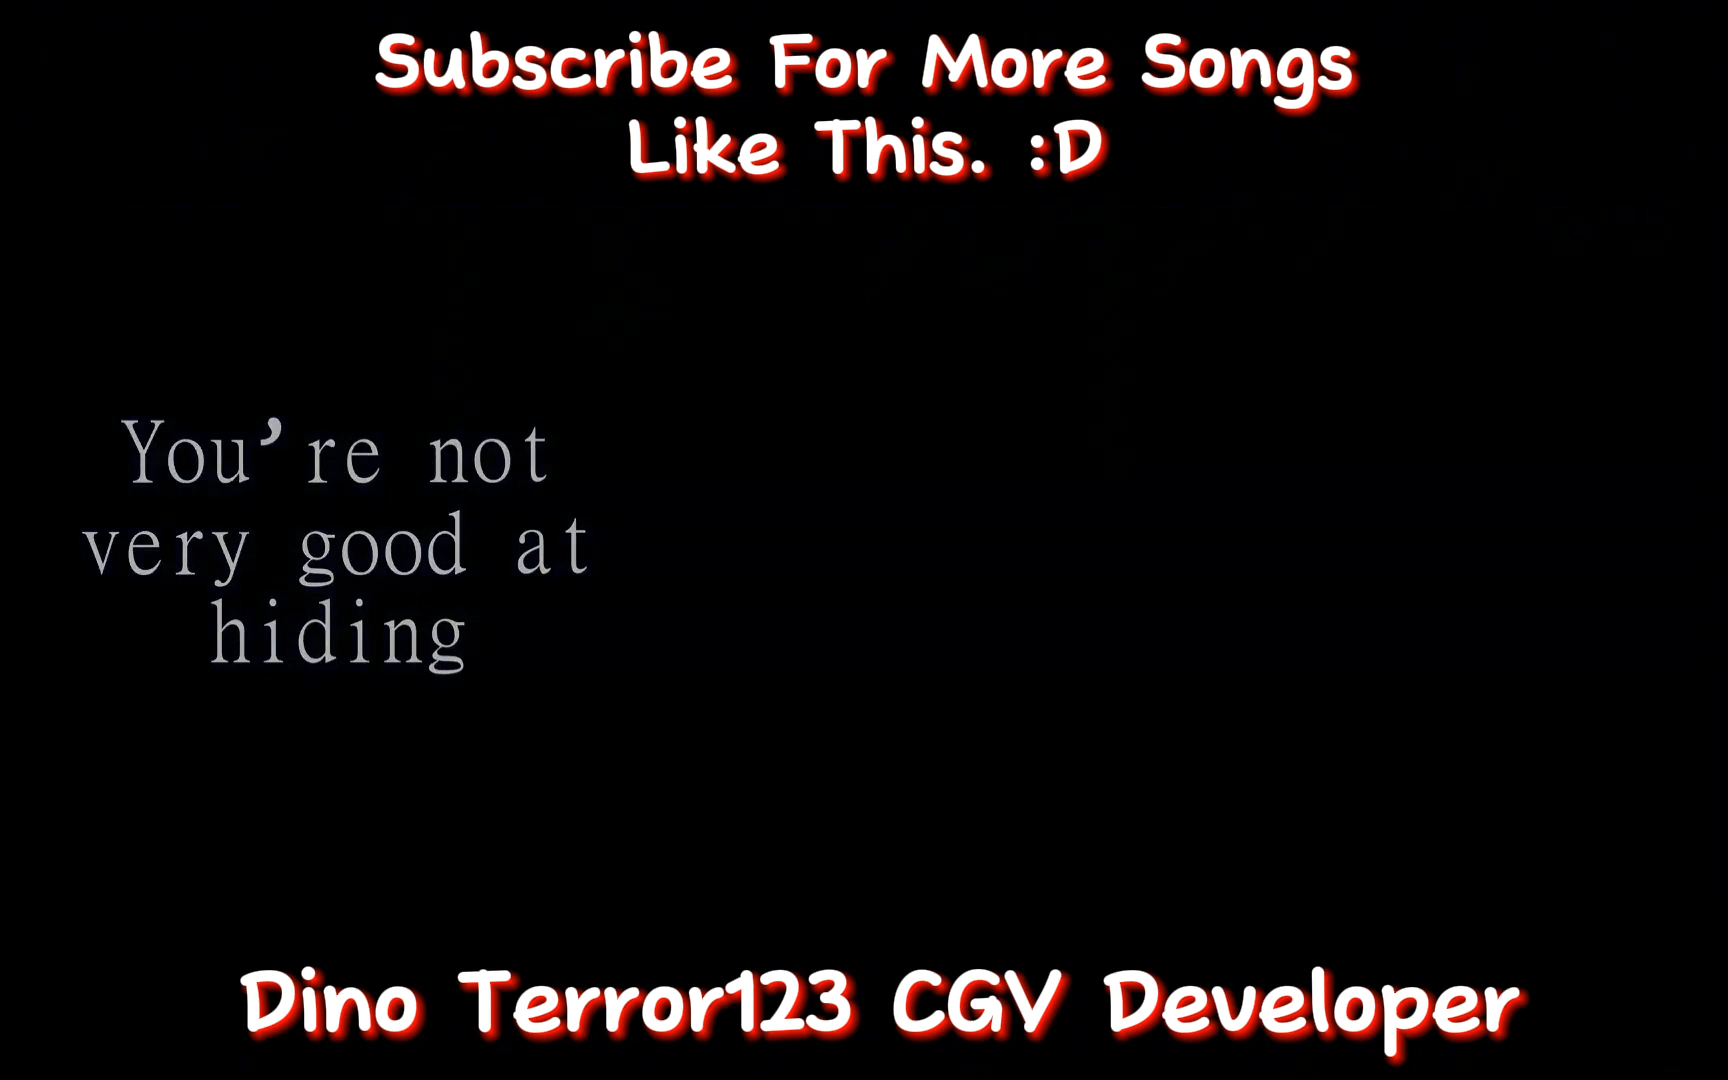 Subscribe For More Songs
Like This. :D
You’re not
very good at
hiding
Dino Terror123 CGV Developer